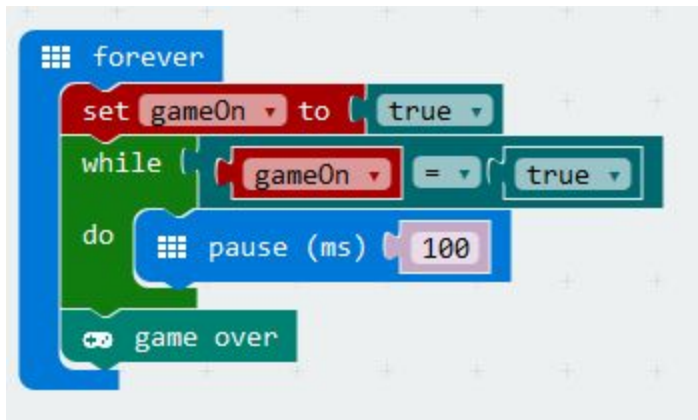 forever
set gameOn to true
while gameOn = true
do pause (ms) 100
game over